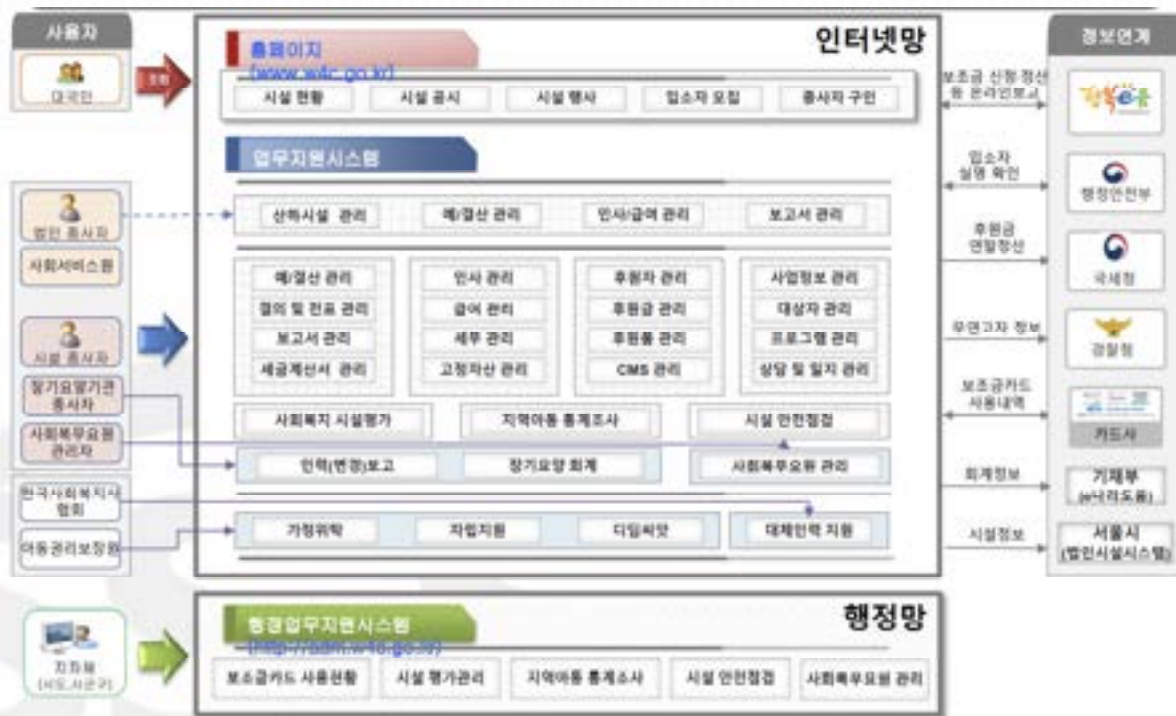 사용자
대국민
조회
인터넷망
홈페이지
(www.w4c.go.kr)
시설 현황
시설 공시
시설 행사
입소자 모집
종사자 구인
업무지원시스템
산하시설 관리
예/결산 관리
인사/급여 관리
보고서 관리
법인 종사자
사회서비스원
시설 종사자
장기요양기관
종사자
사회복무요원
관리자
한국사회복지사
협회
아동권리보장원
예/결산 관리
결의 및 전표 관리
보고서 관리
세금계산서 관리
인사 관리
급여 관리
세무 관리
고정자산 관리
후원자 관리
후원금 관리
후원물 관리
CMS 관리
사업정보 관리
대상자 관리
프로그램 관리
상담 및 일지 관리
사회복지 시설평가
지역아동 통계조사
시설 안전점검
인력(변경)보고
장기요양 회계
사회복무요원 관리
가정위탁
자립지원
디딤씨앗
대체인력 지원
정보연계
보조금 신청·정산
등 온라인보고
행복e음
입소자
실명 확인
행정안전부
후원금
연말정산
국세청
무연고자 정보
경찰청
보조금카드
사용내역
카드사
회계정보
기재부
(e나라도움)
시설정보
서울시
(법인시설시스템)
행정망
행정업무지원시스템
지자체
(시도,시군구)
보조금카드 사용현황
시설 평가관리
지역아동 통계조사
시설 안전점검
사회복무요원 관리